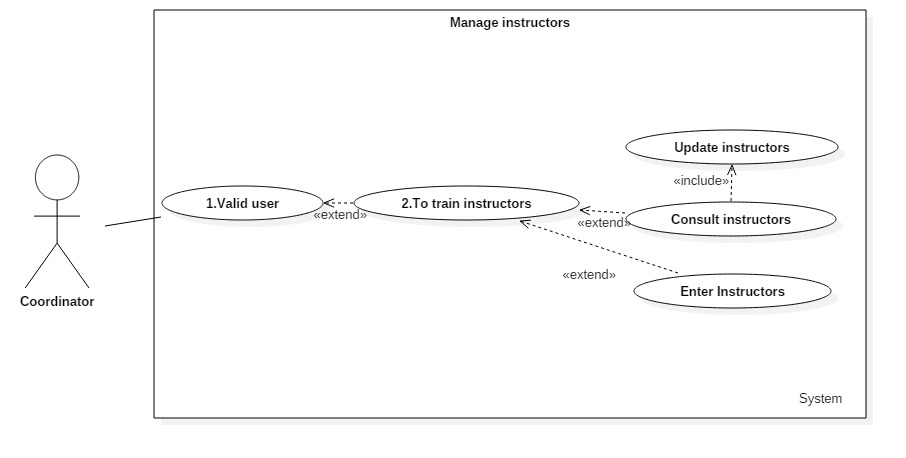 Manage instructors
Update instructors
«include»
1.Valid user
2.To train instructors
«extend»
Consult instructors
«extend»
«extend»
Enter Instructors
Coordinator
System